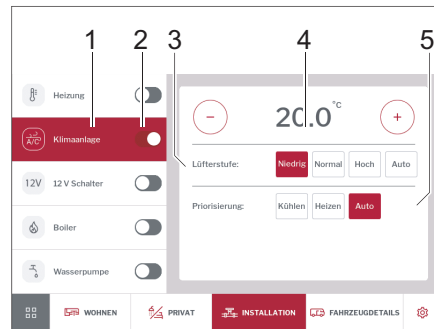 1 2 3 4 5
Heizung
A/C Klimaanlage
12V 12 V Schalter
Boiler
Wasserpumpe
− 20.0°C +
Lüfterstufe: Niedrig Normal Hoch Auto
Priorisierung: Kühlen Heizen Auto
WOHNEN PRIVAT INSTALLATION FAHRZEUGDETAILS